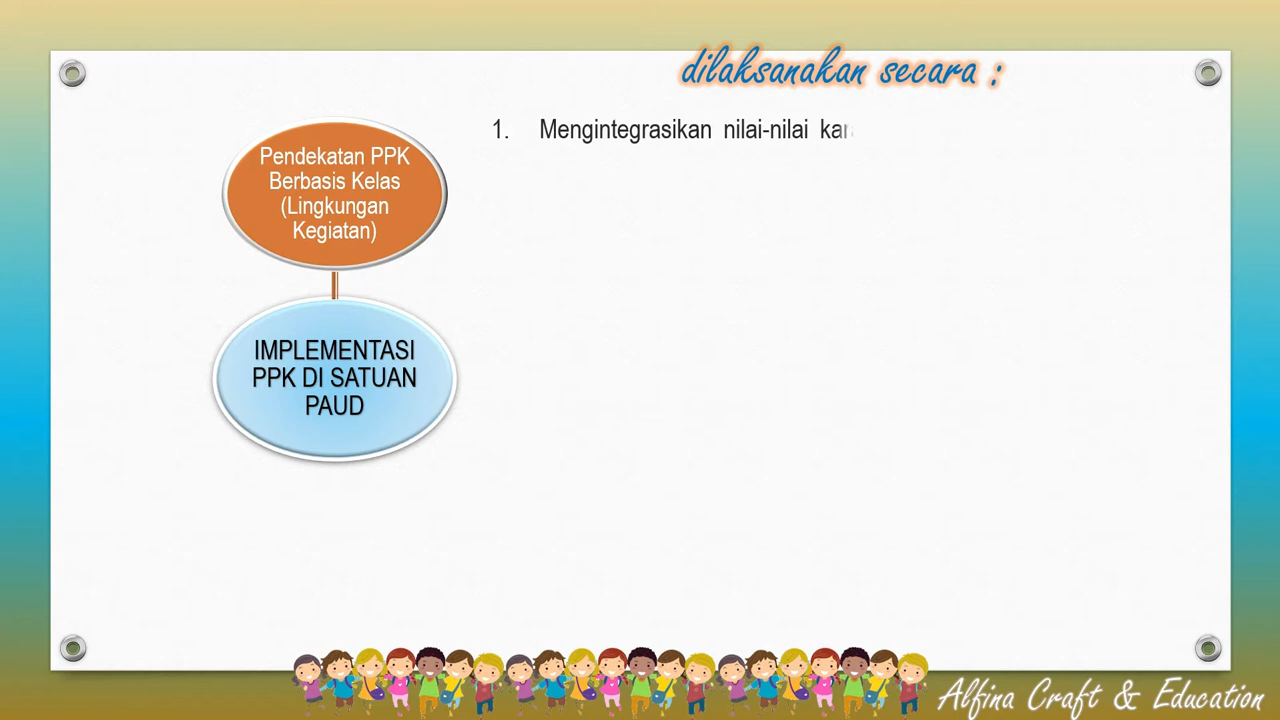 dilaksanakan secara :
1. Mengintegrasikan nilai-nilai
Pendekatan PPK
Berbasis Kelas
(Lingkungan
Kegiatan)
IMPLEMENTASI
PPK DI SATUAN
PAUD
Alfina Craft & Education